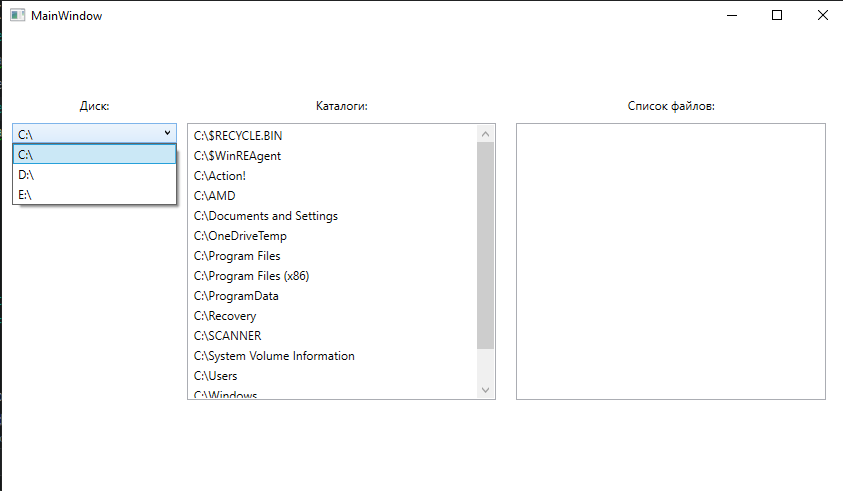 MainWindow
Диск:
Каталоги:
Список файлов:
C:\
C:\
D:\
E:\
C:\$RECYCLE.BIN
C:\$WinREAgent
C:\Action!
C:\AMD
C:\Documents and Settings
C:\OneDriveTemp
C:\Program Files
C:\Program Files (x86)
C:\ProgramData
C:\Recovery
C:\SCANNER
C:\System Volume Information
C:\Users
C:\Windows